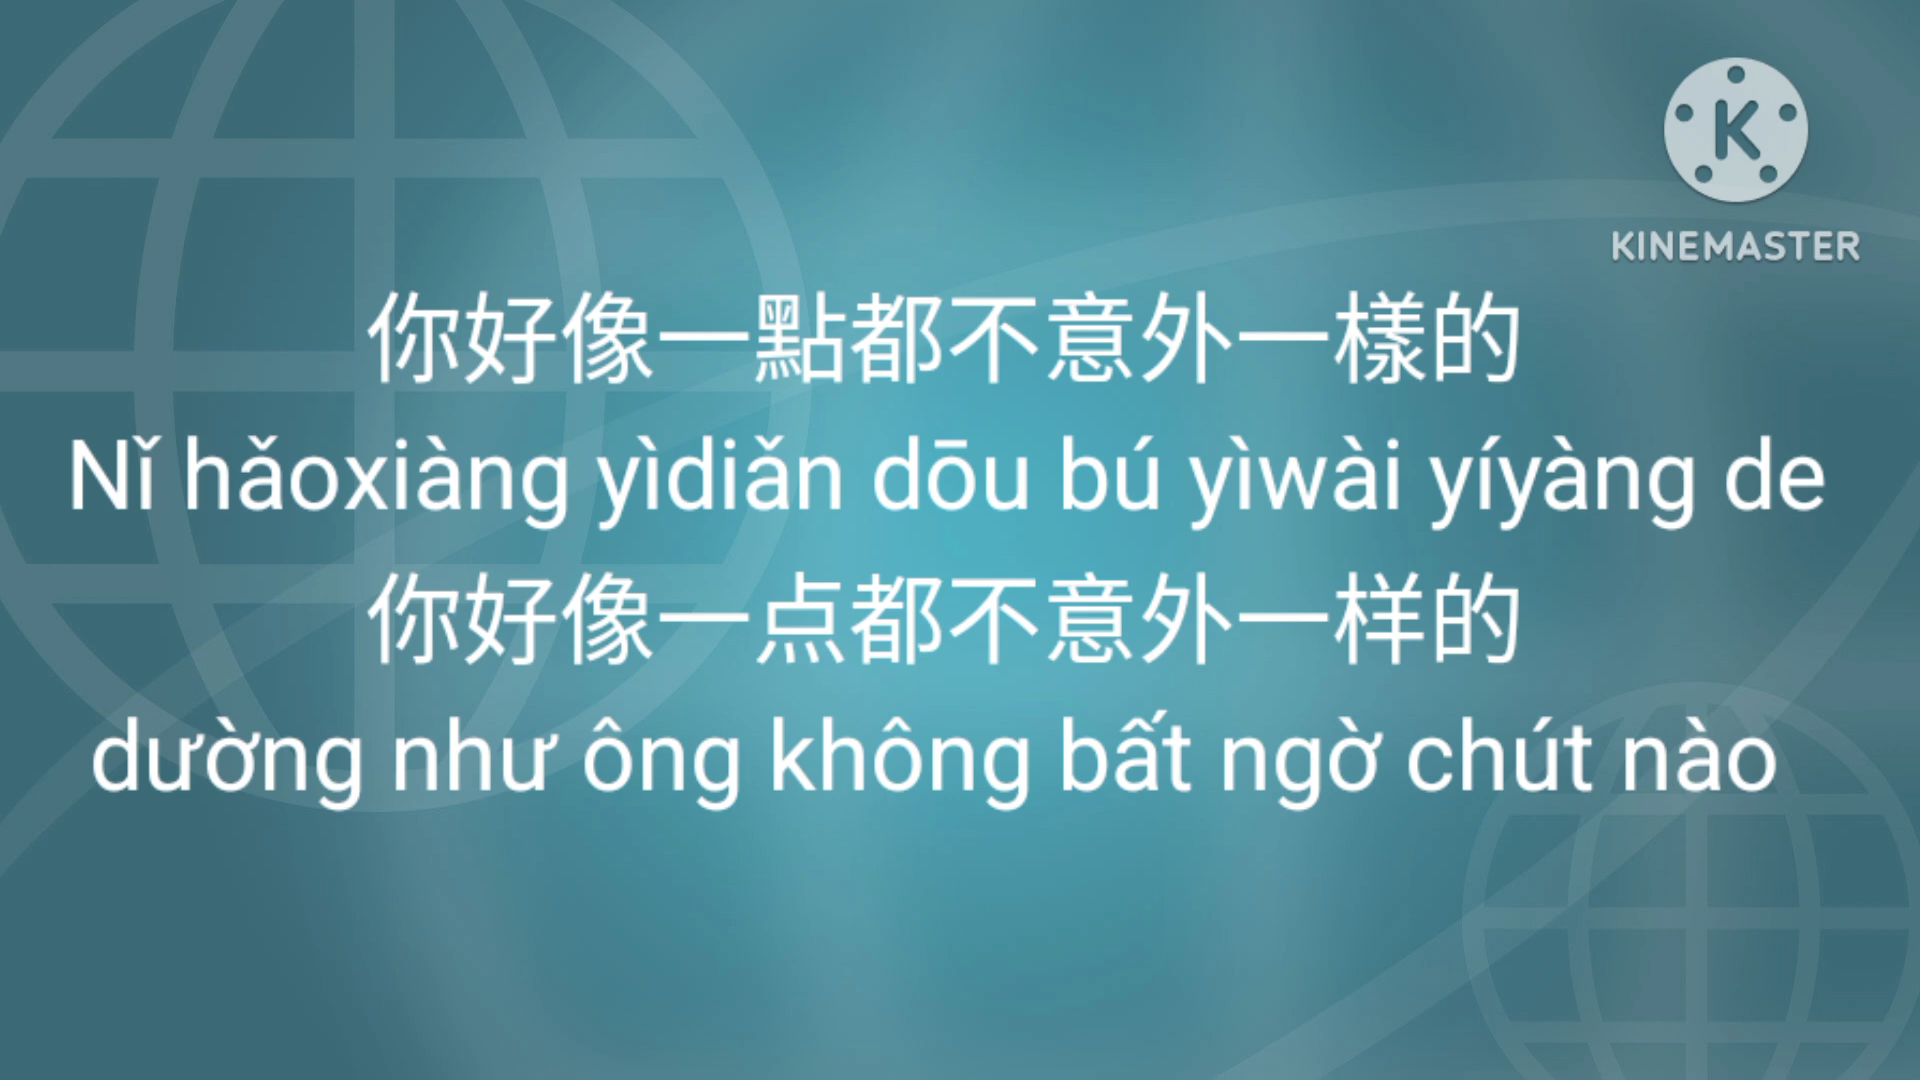 K
KINEMASTER
你好像一點都不意外一樣的
Nǐ hǎoxiàng yìdiǎn dōu bú yìwài yíyàng de
你好像一点都不意外一样的
dường như ông không bất ngờ chút nào